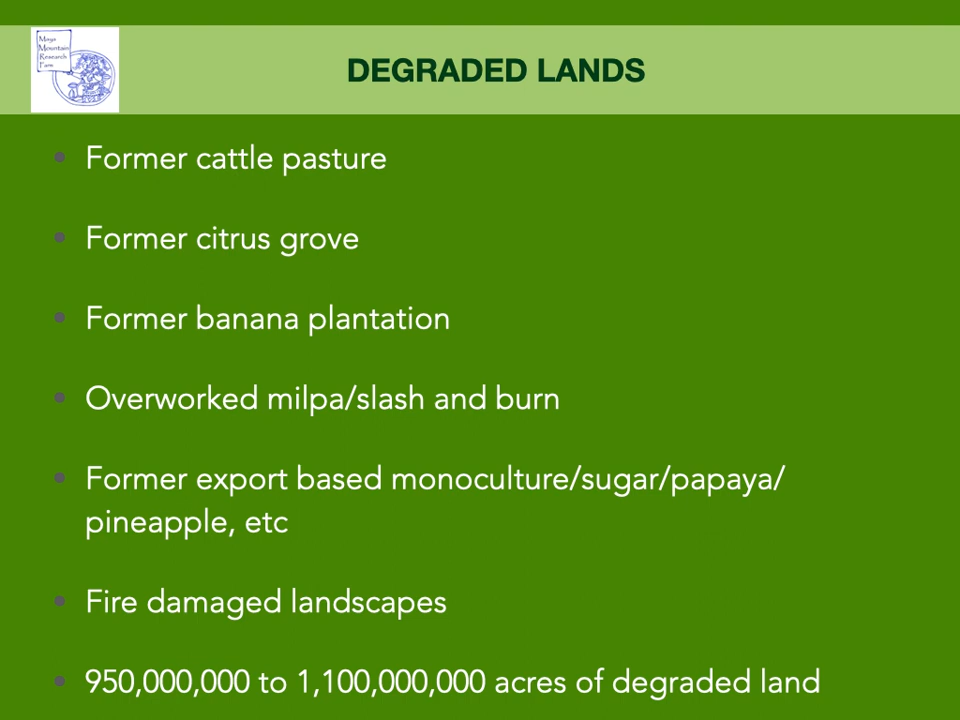 Maya
Mountain
Research
Farm
DEGRADED LANDS
• Former cattle pasture
• Former citrus grove
• Former banana plantation
• Overworked milpa/slash and burn
• Former export based monoculture/sugar/papaya/
pineapple, etc
• Fire damaged landscapes
• 950,000,000 to 1,100,000,000 acres of degraded land